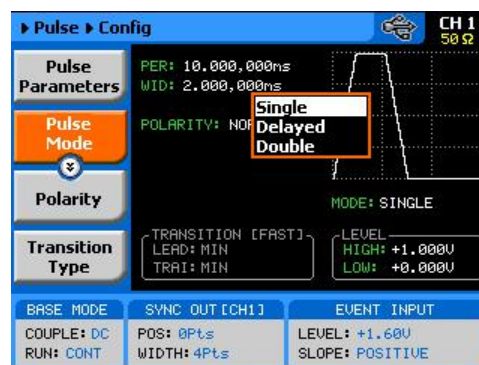 Pulse Config
CH 1
50 Ω
Pulse Parameters
Pulse Mode
Polarity
Transition Type
PER: 10.000,000ns
WID: 2.000,000ns
POLARITY: NOR
Single
Delayed
Double
MODE: SINGLE
TRANSITION [FAST]
LEAD: MIN
TRAI: MIN
LEVEL
HIGH: +1.000V
LOW: +0.000V
BASE MODE
COUPLE: DC
RUN: CONT
SYNC OUT [CH1]
POS: 0Pts
WIDTH: 4Pts
EVENT INPUT
LEVEL: +1.60V
SLOPE: POSITIVE